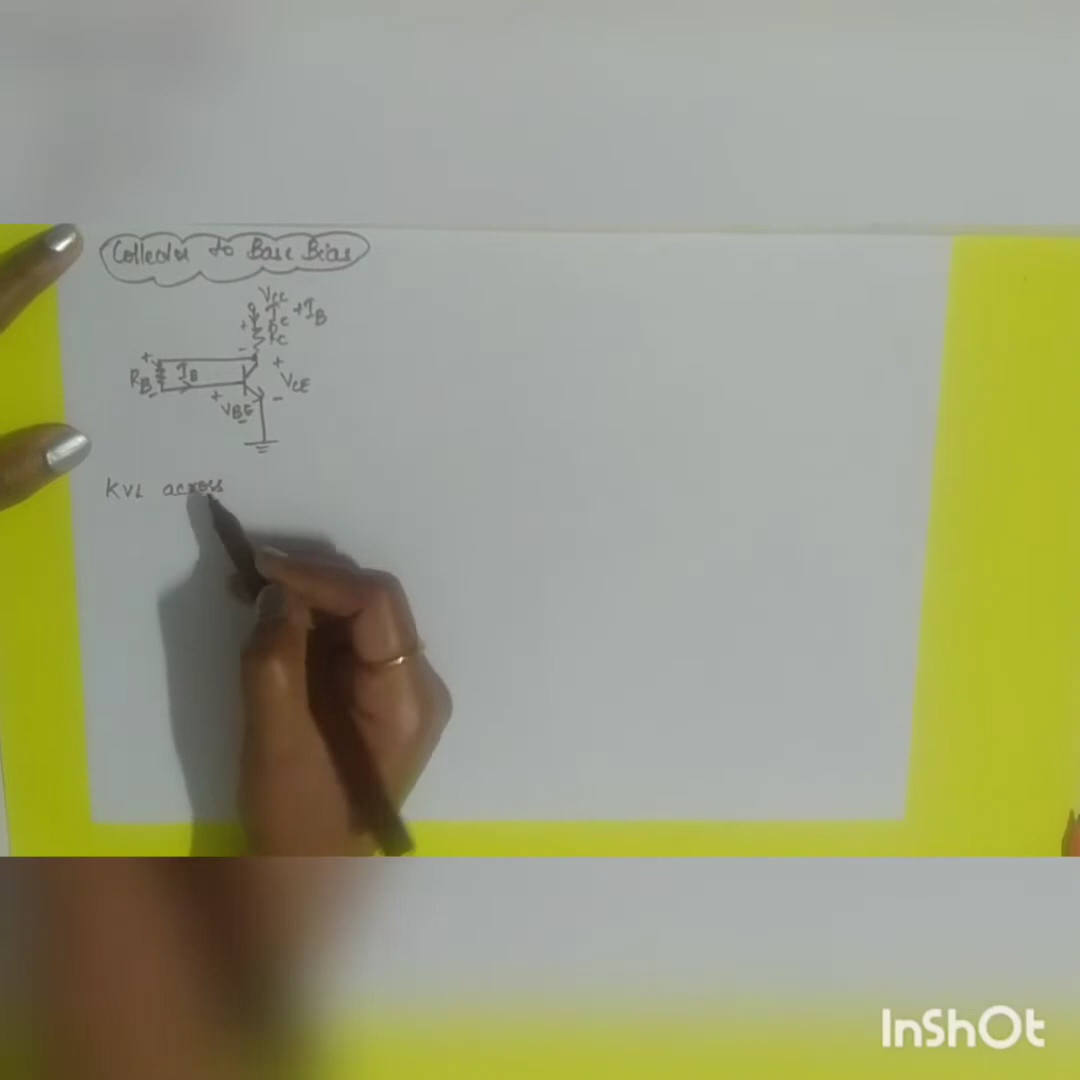 Collector to Base Bias
Vcc
Ic + IB
+
Rc
-
+
+
RB
IB
VCE
-
+
-
VBE
-
KVL across
InShOt